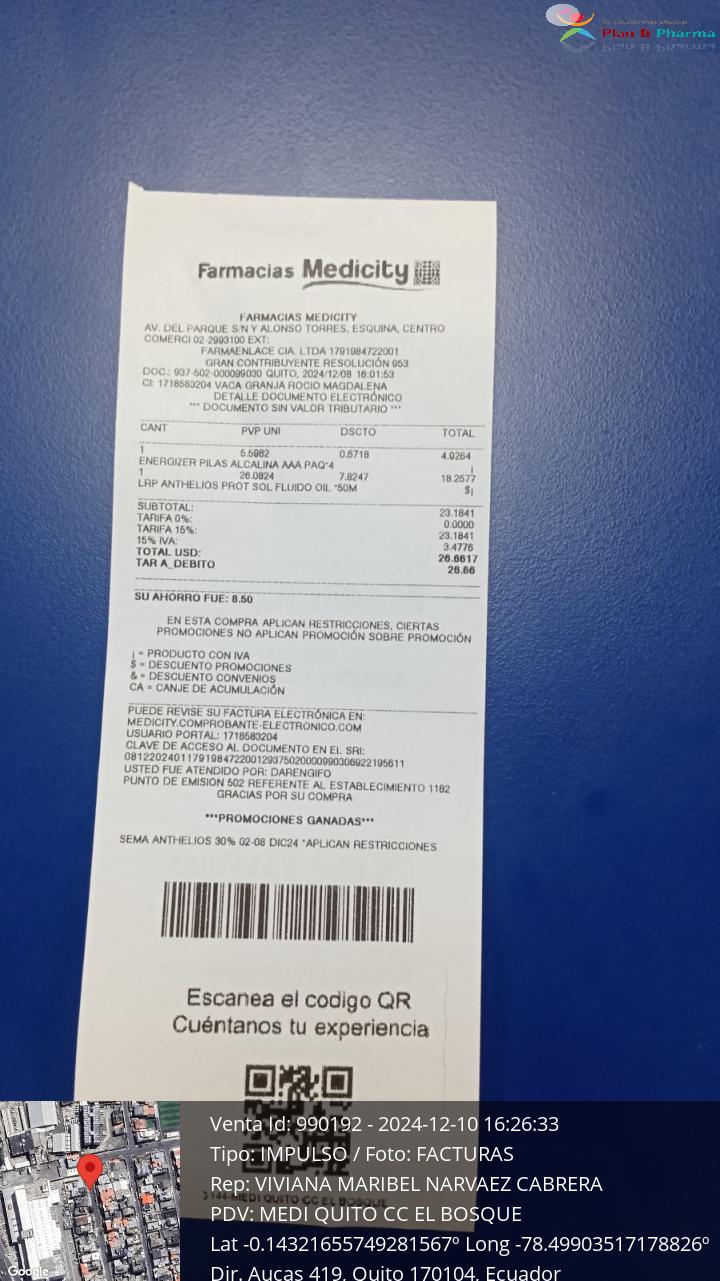 Su solución más efectiva!
Plan B Pharma
Farmacias Medicity
FARMACIAS MEDICITY
AV. DEL PARQUE S/N Y ALONSO TORRES, ESQUINA, CENTRO
COMERCI 02-2993100 EXT:
FARMAENLACE CIA. LTDA 1791984722001
GRAN CONTRIBUYENTE RESOLUCIÓN 953
DOC.: 937-502-000099030 QUITO, 2024/12/08 16:01:53
CI: 1718583204 VACA GRANJA ROCIO MAGDALENA
DETALLE DOCUMENTO ELECTRÓNICO
*** DOCUMENTO SIN VALOR TRIBUTARIO ***
CANT PVP UNI DSCTO TOTAL
1 5.5982 0.6718 4.9264
ENERGIZER PILAS ALCALINA AAA PAQ*4 ¡
1 26.0824 7.8247 18.2577
LRP ANTHELIOS PROT SOL FLUIDO OIL *50M $¡
SUBTOTAL: 23.1841
TARIFA 0%: 0.0000
TARIFA 15%: 23.1841
15% IVA: 3.4776
TOTAL USD: 26.6617
TAR A_DEBITO 26.66
SU AHORRO FUE: 8.50
EN ESTA COMPRA APLICAN RESTRICCIONES, CIERTAS
PROMOCIONES NO APLICAN PROMOCIÓN SOBRE PROMOCIÓN
¡ = PRODUCTO CON IVA
$ = DESCUENTO PROMOCIONES
& = DESCUENTO CONVENIOS
CA = CANJE DE ACUMULACIÓN
PUEDE REVISE SU FACTURA ELECTRÓNICA EN:
MEDICITY.COMPROBANTE-ELECTRONICO.COM
USUARIO PORTAL: 1718583204
CLAVE DE ACCESO AL DOCUMENTO EN EL SRI:
0812202401179198472200129375020000990306922195611
USTED FUE ATENDIDO POR: DARENGIFO
PUNTO DE EMISION 502 REFERENTE AL ESTABLECIMIENTO 1182
GRACIAS POR SU COMPRA
***PROMOCIONES GANADAS***
SEMA ANTHELIOS 30% 02-08 DIC24 *APLICAN RESTRICCIONES
Escanea el codigo QR
Cuéntanos tu experiencia
MEDI QUITO CC EL BOSQUE
Venta Id: 990192 - 2024-12-10 16:26:33
Tipo: IMPULSO / Foto: FACTURAS
Rep: VIVIANA MARIBEL NARVAEZ CABRERA
PDV: MEDI QUITO CC EL BOSQUE
Lat -0.14321655749281567º Long -78.49903517178826º
Dir. Aucas 419, Quito 170104, Ecuador
Google